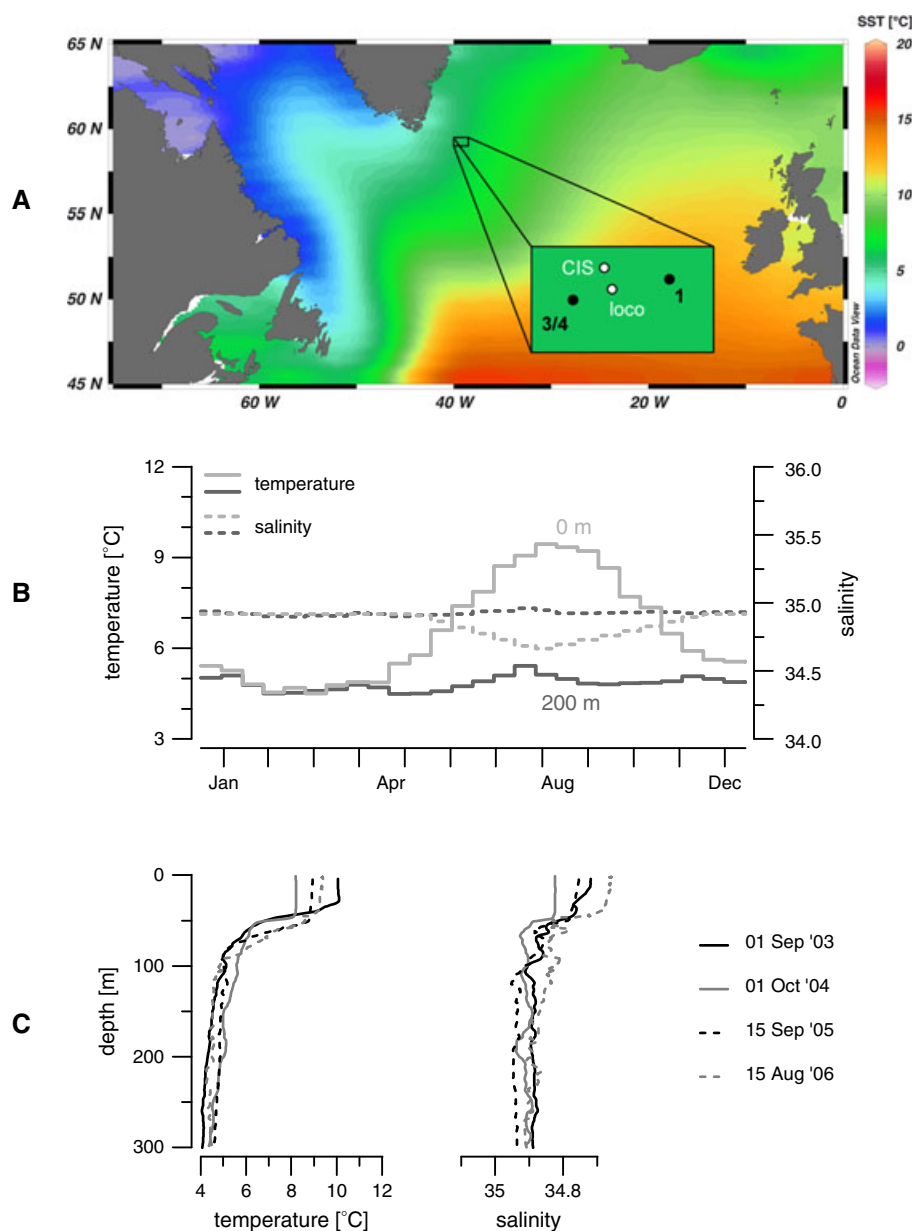 SST [°C]
A
65 N
60 N
55 N
50 N
45 N
60 W
40 W
20 W
0
CIS
loco
1
3/4
20
15
10
5
0
Ocean Data View
B
12
9
6
3
temperature [°C]
temperature
salinity
0 m
200 m
36.0
35.5
35.0
34.5
34.0
salinity
Jan
Apr
Aug
Dec
C
0
100
200
300
depth [m]
4
6
8
10
12
temperature [°C]
35
34.8
salinity
01 Sep '03
01 Oct '04
15 Sep '05
15 Aug '06